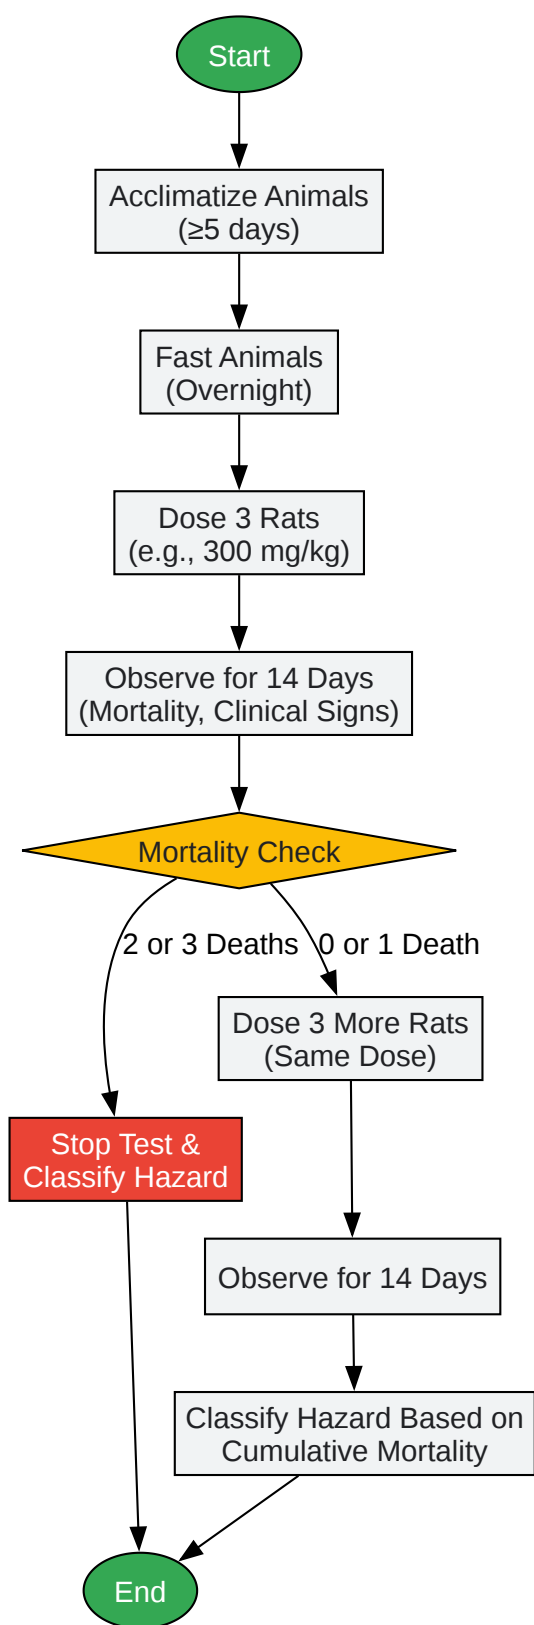 Start
Acclimatize Animals
(≥5 days)
Fast Animals
(Overnight)
Dose 3 Rats
(e.g., 300 mg/kg)
Observe for 14 Days
(Mortality, Clinical Signs)
Mortality Check
2 or 3 Deaths
0 or 1 Death
Dose 3 More Rats
(Same Dose)
Stop Test &
Classify Hazard
Observe for 14 Days
Classify Hazard Based on
Cumulative Mortality
End